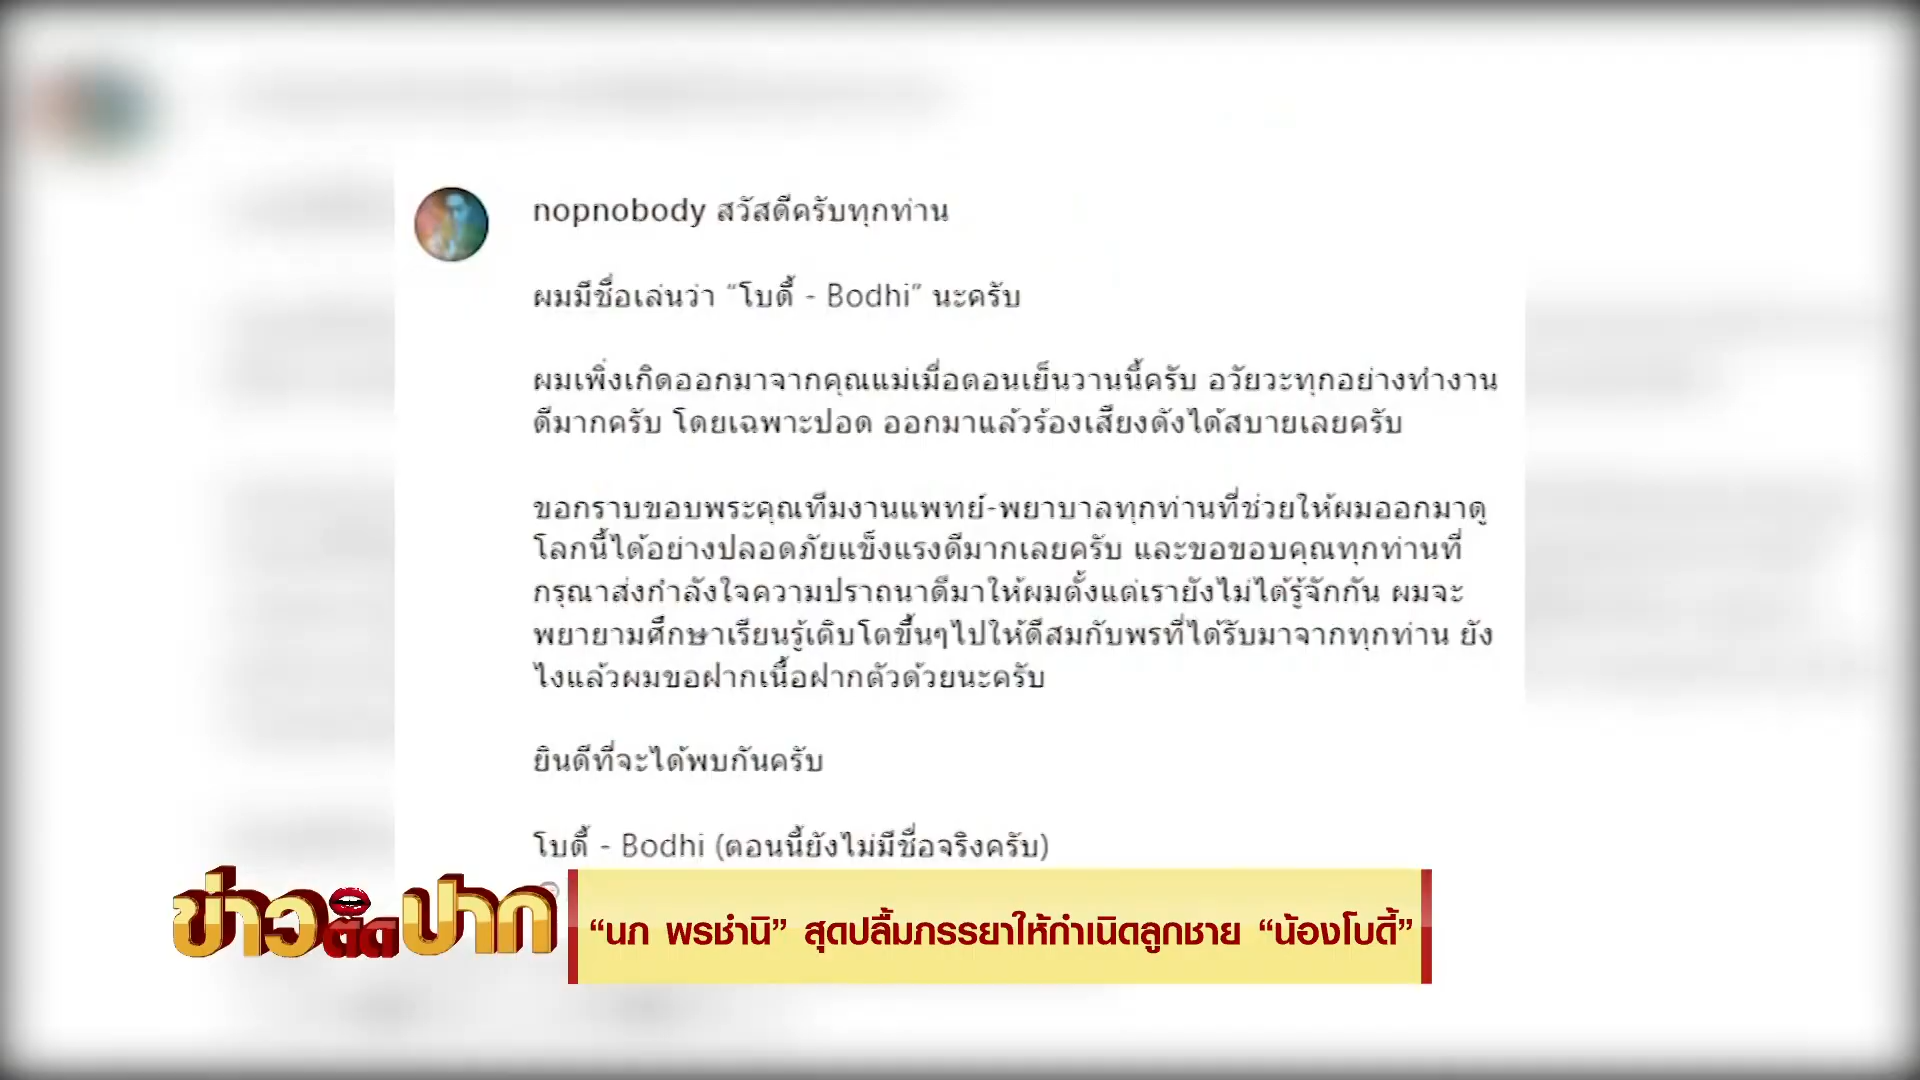 nopnobody สวัสดีครับทุกท่าน
ผมมีชื่อเล่นว่า “โบดี้ - Bodhi” นะครับ
ผมเพิ่งเกิดออกมาจากคุณแม่เมื่อตอนเย็นวานนี้ครับ อวัยวะทุกอย่างทำงาน
ดีมากครับ โดยเฉพาะปอด ออกมาแล้วร้องเสียงดังได้สบายเลยครับ
ขอกราบขอบพระคุณทีมงานแพทย์-พยาบาลทุกท่านที่ช่วยให้ผมออกมาดู
โลกนี้ได้อย่างปลอดภัยแข็งแรงดีมากเลยครับ และขอขอบคุณทุกท่านที่
กรุณาส่งกำลังใจความปราถนาดีมาให้ผมตั้งแต่เรายังไม่ได้รู้จักกัน ผมจะ
พยายามศึกษาเรียนรู้เติบโตขึ้นๆไปให้ดีสมกับพรที่ได้รับมาจากทุกท่าน ยัง
ไงแล้วผมขอฝากเนื้อฝากตัวด้วยนะครับ
ยินดีที่จะได้พบกันครับ
โบดี้ - Bodhi (ตอนนี้ยังไม่มีชื่อจริงครับ)
ข่าวติดปาก
“นภ พรชำนิ” สุดปลื้มภรรยาให้กำเนิดลูกชาย “น้องโบดี้”